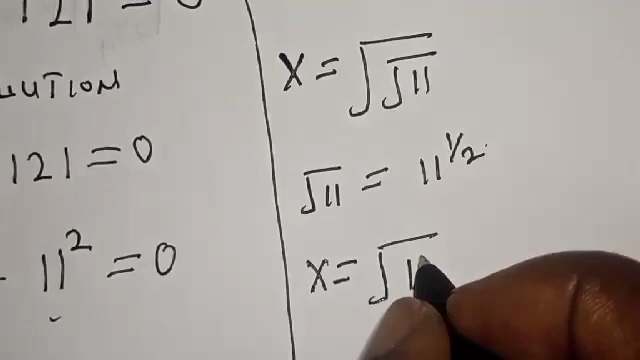 121 = 0
UTION
121 = 0
- 11² = 0
X = √√11
√11 = 11^1/2
X = √1